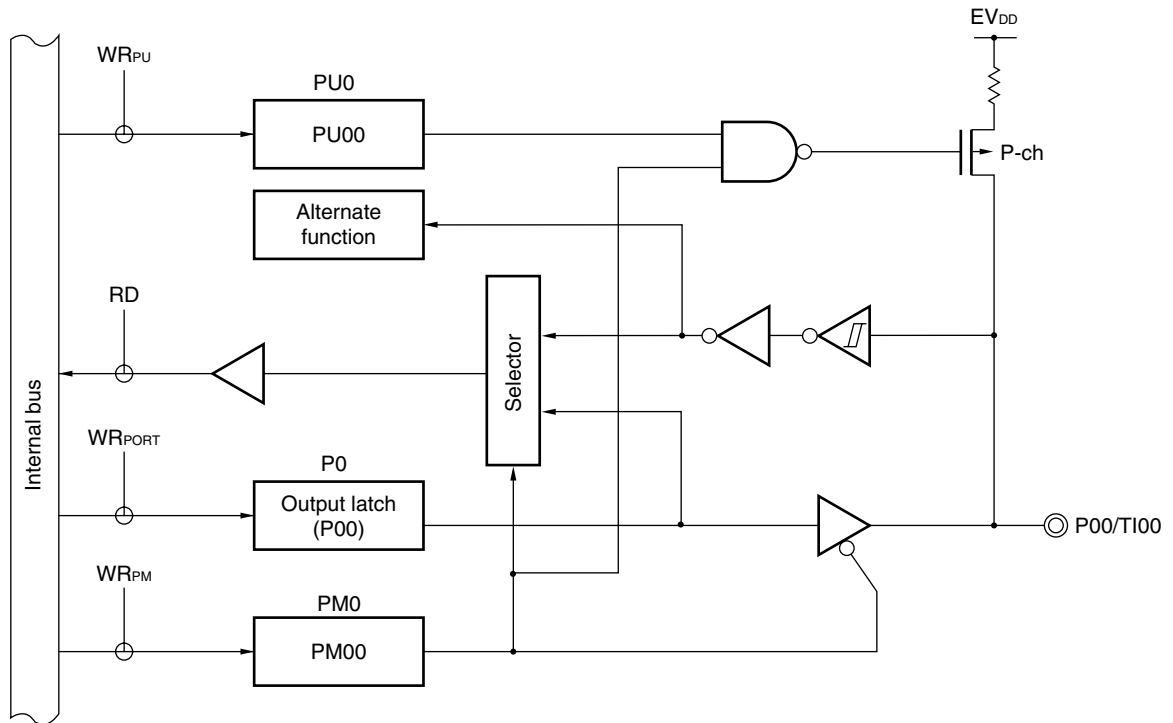 EVDD
WRPU
PU0
PU00
P-ch
Alternate
function
RD
Selector
Internal bus
WRPORT
P0
Output latch
(P00)
P00/TI00
WRPM
PM0
PM00